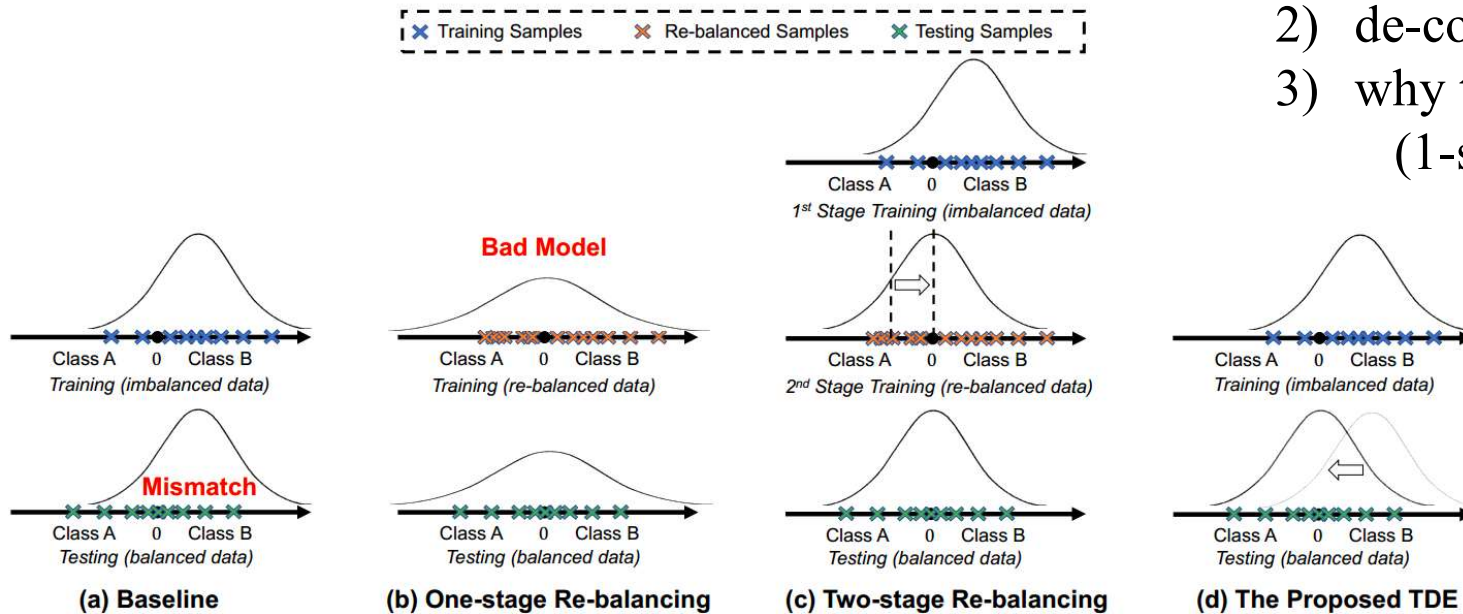 Training Samples Re-balanced Samples Testing Samples
2) de-co
3) why t
(1-s
Class A 0 Class B
1st Stage Training (imbalanced data)
Class A 0 Class B
Training (imbalanced data)
Bad Model
Class A 0 Class B
Training (re-balanced data)
Class A 0 Class B
2nd Stage Training (re-balanced data)
Class A 0 Class B
Training (imbalanced data)
Mismatch
Class A 0 Class B
Testing (balanced data)
Class A 0 Class B
Testing (balanced data)
Class A 0 Class B
Testing (balanced data)
Class A 0 Class B
Testing (balanced data)
(a) Baseline
(b) One-stage Re-balancing
(c) Two-stage Re-balancing
(d) The Proposed TDE